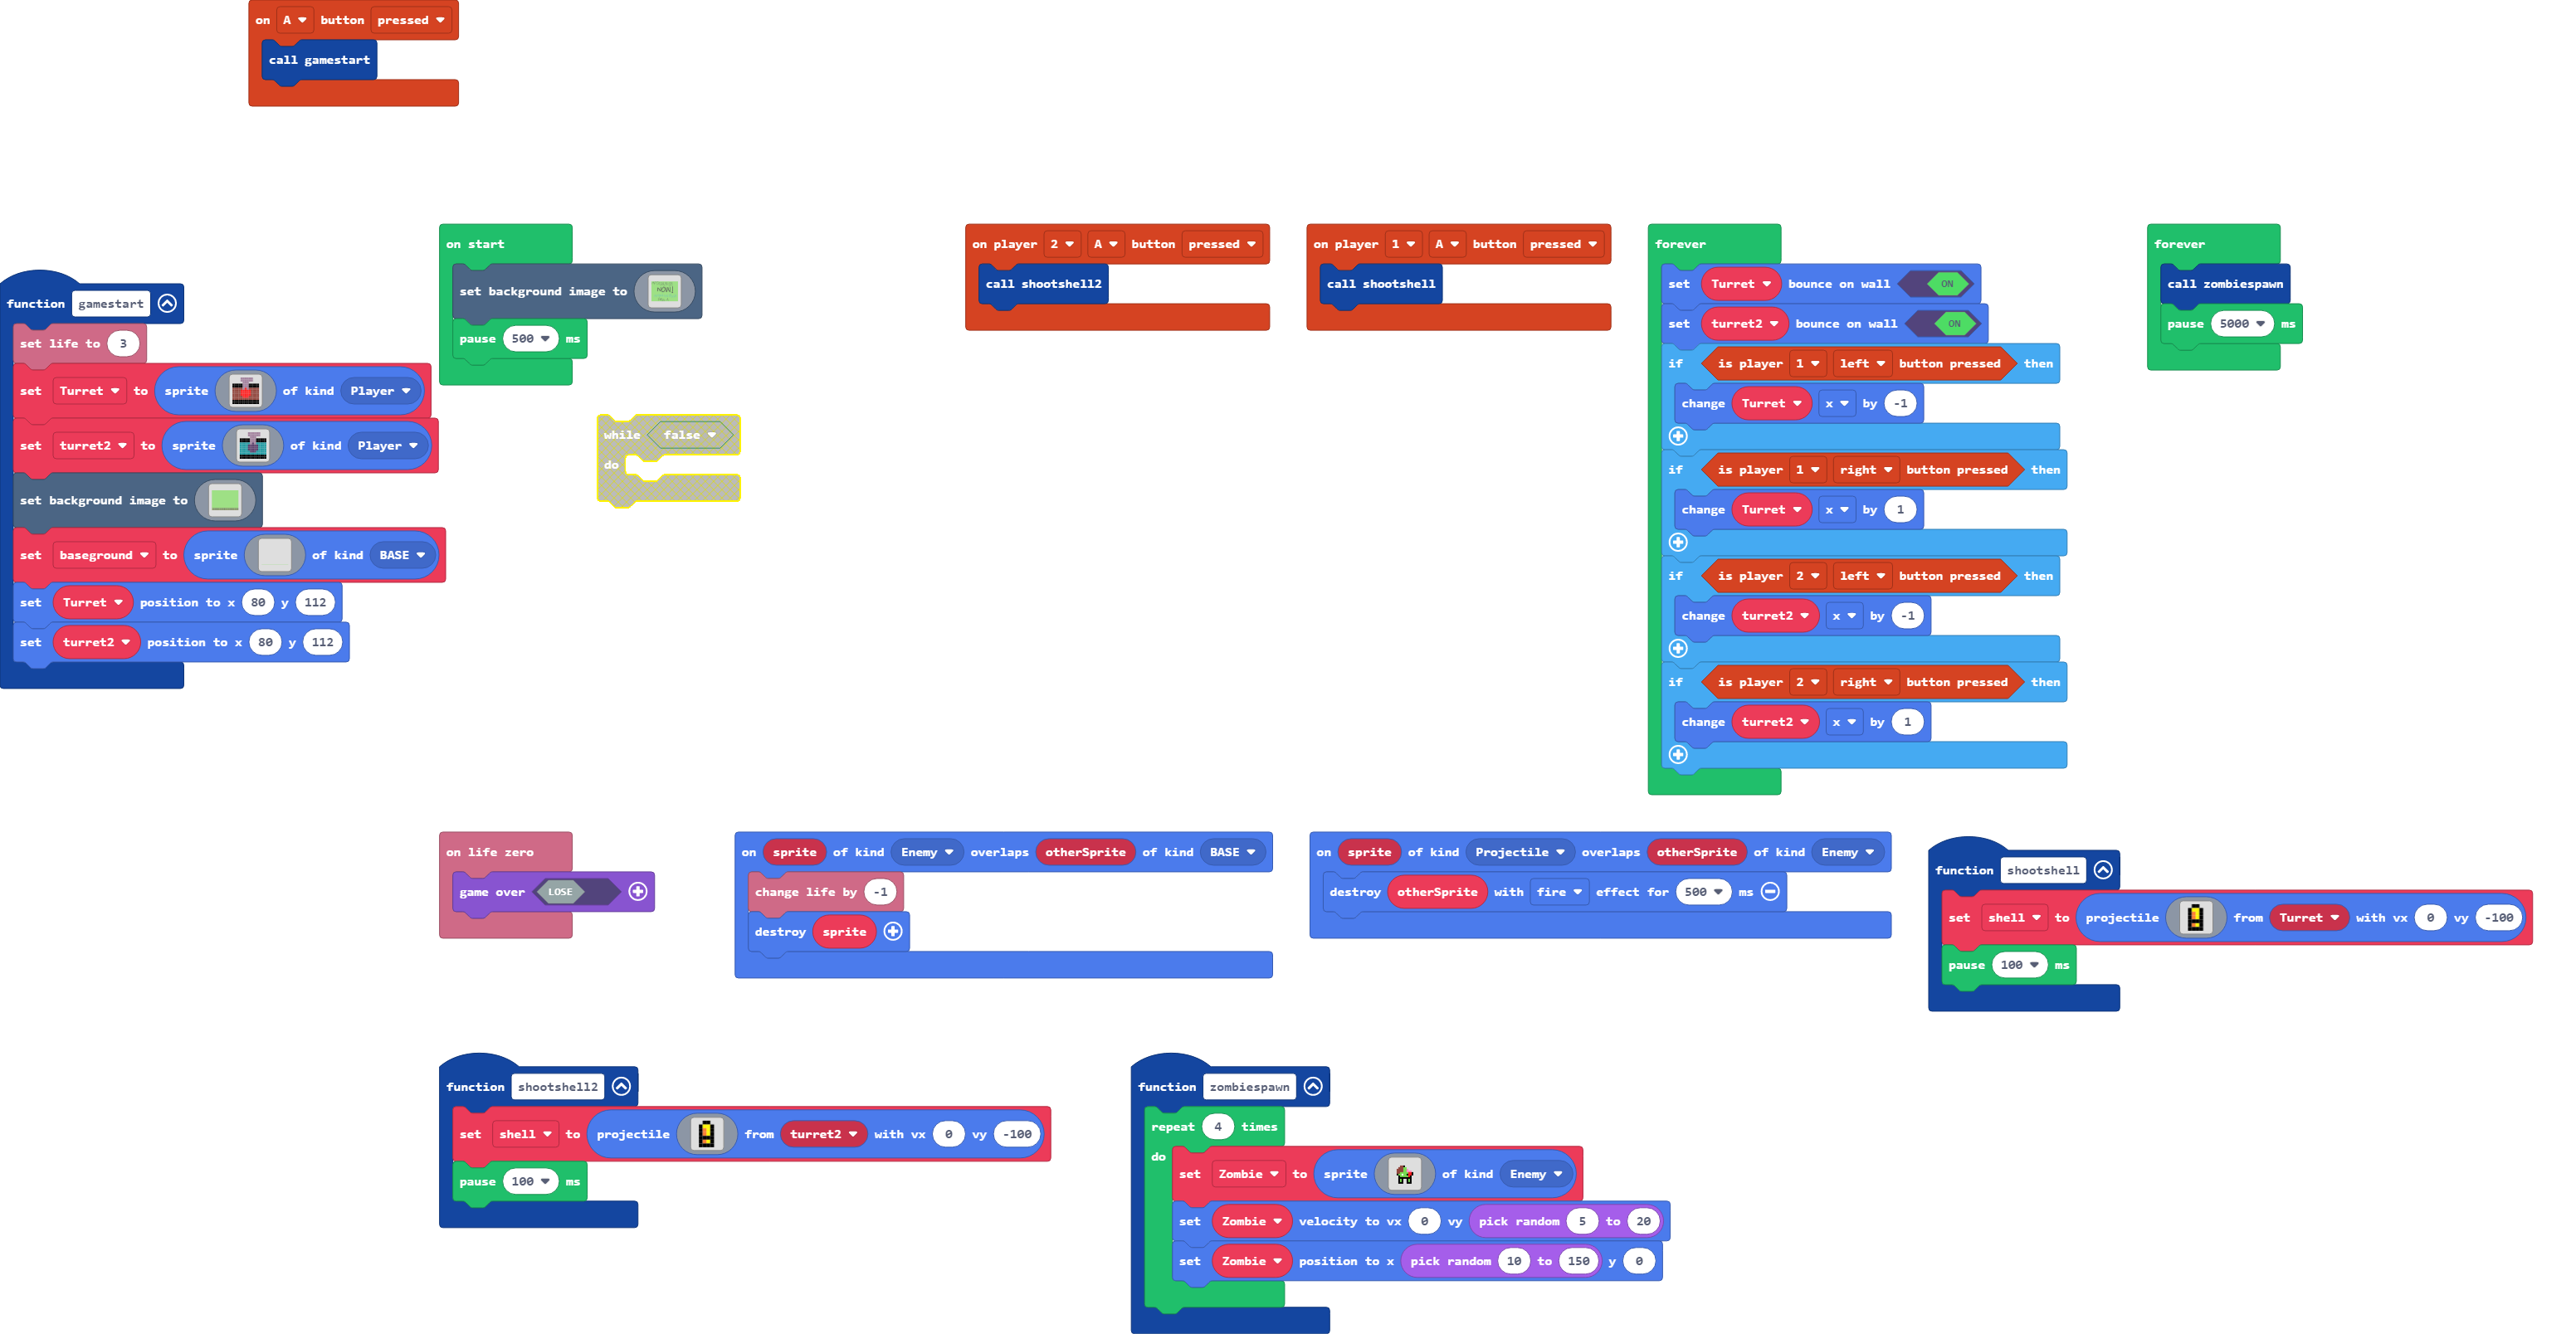 on A button pressed
call gamestart
function gamestart
set life to 3
set Turret to sprite of kind Player
set turret2 to sprite of kind Player
set background image to
set baseground to sprite of kind BASE
set Turret position to x 80 y 112
set turret2 position to x 80 y 112
on start
set background image to
pause 500 ms
while false
do
on player 2 A button pressed
call shootshell2
on player 1 A button pressed
call shootshell
forever
set Turret bounce on wall ON
set turret2 bounce on wall ON
if is player 1 left button pressed then
change Turret x by -1
if is player 1 right button pressed then
change Turret x by 1
if is player 2 left button pressed then
change turret2 x by -1
if is player 2 right button pressed then
change turret2 x by 1
forever
call zombiespawn
pause 5000 ms
on life zero
game over LOSE
on sprite of kind Enemy overlaps otherSprite of kind BASE
change life by -1
destroy sprite
on sprite of kind Projectile overlaps otherSprite of kind Enemy
destroy otherSprite with fire effect for 500 ms
function shootshell
set shell to projectile from Turret with vx 0 vy -100
pause 100 ms
function shootshell2
set shell to projectile from turret2 with vx 0 vy -100
pause 100 ms
function zombiespawn
repeat 4 times
do
set Zombie to sprite of kind Enemy
set Zombie velocity to vx 0 vy pick random 5 to 20
set Zombie position to x pick random 10 to 150 y 0